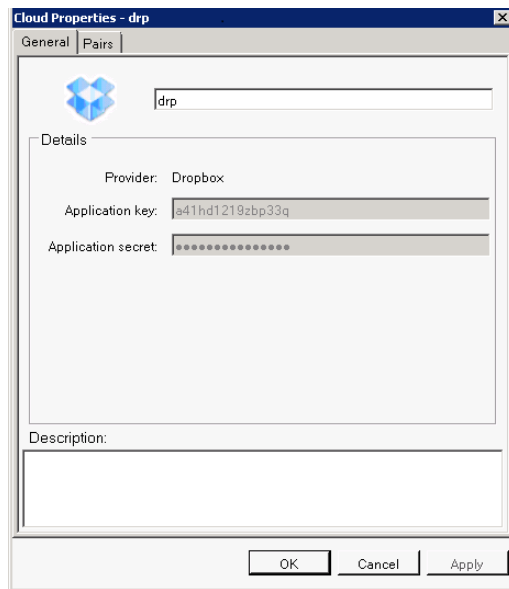 Cloud Properties - drp
General Pairs
drp
Details
Provider: Dropbox
Application key: a41hd1219zbp33q
Application secret: ●●●●●●●●●●●●●●●
Description:
OK Cancel Apply